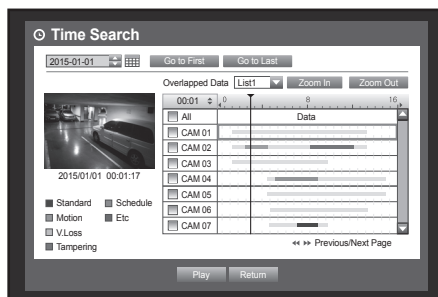 Time Search
2015-01-01 Go to First Go to Last
Overlapped Data List1 Zoom In Zoom Out
00:01 0 8 16
All Data
CAM 01
CAM 02
CAM 03
CAM 04
CAM 05
CAM 06
CAM 07
2015/01/01 00:01:17
Standard Schedule
Motion Etc
V.Loss
Tampering
Previous/Next Page
Play Return